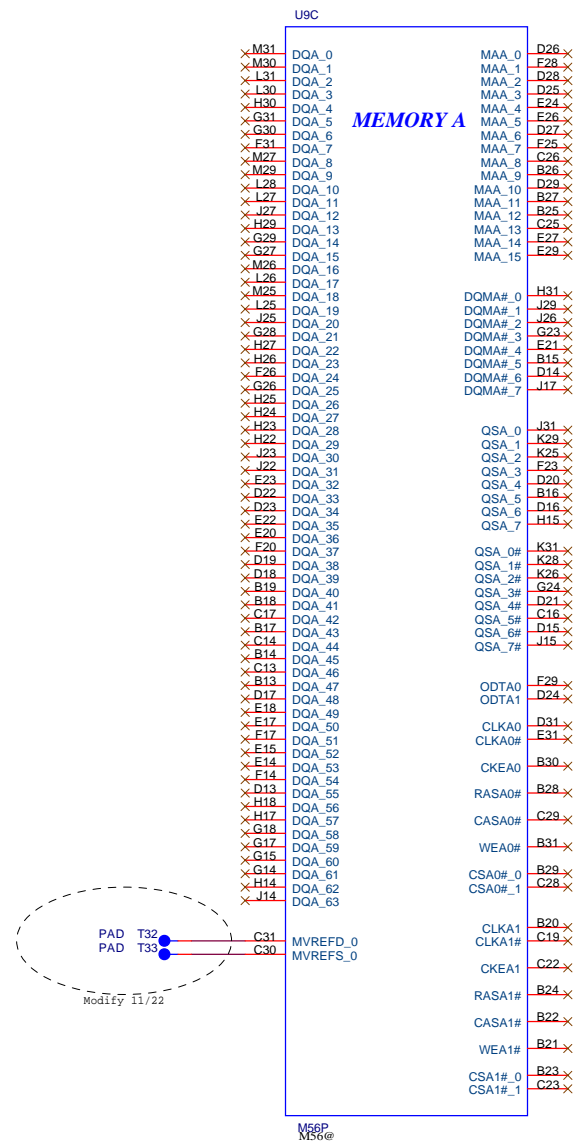 U9C
MEMORY A
M31 DQA_0
M30 DQA_1
L31 DQA_2
L30 DQA_3
H30 DQA_4
G31 DQA_5
G30 DQA_6
F31 DQA_7
M27 DQA_8
M29 DQA_9
L28 DQA_10
L27 DQA_11
J27 DQA_12
H29 DQA_13
G29 DQA_14
G27 DQA_15
M26 DQA_16
L26 DQA_17
M25 DQA_18
L25 DQA_19
J25 DQA_20
G28 DQA_21
H27 DQA_22
H26 DQA_23
F26 DQA_24
G26 DQA_25
H25 DQA_26
H24 DQA_27
H23 DQA_28
H22 DQA_29
J23 DQA_30
J22 DQA_31
E23 DQA_32
D22 DQA_33
D23 DQA_34
E22 DQA_35
E20 DQA_36
F20 DQA_37
D19 DQA_38
D18 DQA_39
B19 DQA_40
B18 DQA_41
C17 DQA_42
B17 DQA_43
C14 DQA_44
B14 DQA_45
C13 DQA_46
B13 DQA_47
D17 DQA_48
E18 DQA_49
E17 DQA_50
F17 DQA_51
E15 DQA_52
E14 DQA_53
F14 DQA_54
D13 DQA_55
H18 DQA_56
H17 DQA_57
G18 DQA_58
G17 DQA_59
G15 DQA_60
G14 DQA_61
H14 DQA_62
J14 DQA_63
PAD T32 C31 MVREFD_0
PAD T33 C30 MVREFS_0
Modify 11/22
MAA_0 D26
MAA_1 F28
MAA_2 D28
MAA_3 D25
MAA_4 E24
MAA_5 E26
MAA_6 D27
MAA_7 F25
MAA_8 C26
MAA_9 B26
MAA_10 D29
MAA_11 B27
MAA_12 B25
MAA_13 C25
MAA_14 E27
MAA_15 E29
DQMA#_0 H31
DQMA#_1 J29
DQMA#_2 J26
DQMA#_3 G23
DQMA#_4 E21
DQMA#_5 B15
DQMA#_6 D14
DQMA#_7 J17
QSA_0 J31
QSA_1 K29
QSA_2 K25
QSA_3 F23
QSA_4 D20
QSA_5 B16
QSA_6 D16
QSA_7 H15
QSA_0# K31
QSA_1# K28
QSA_2# K26
QSA_3# G24
QSA_4# D21
QSA_5# C16
QSA_6# D15
QSA_7# J15
ODTA0 F29
ODTA1 D24
CLKA0 D31
CLKA0# E31
CKEA0 B30
RASA0# B28
CASA0# C29
WEA0# B31
CSA0#_0 B29
CSA0#_1 C28
CLKA1 B20
CLKA1# C19
CKEA1 C22
RASA1# B24
CASA1# B22
WEA1# B21
CSA1#_0 B23
CSA1#_1 C23
M56P
M56@